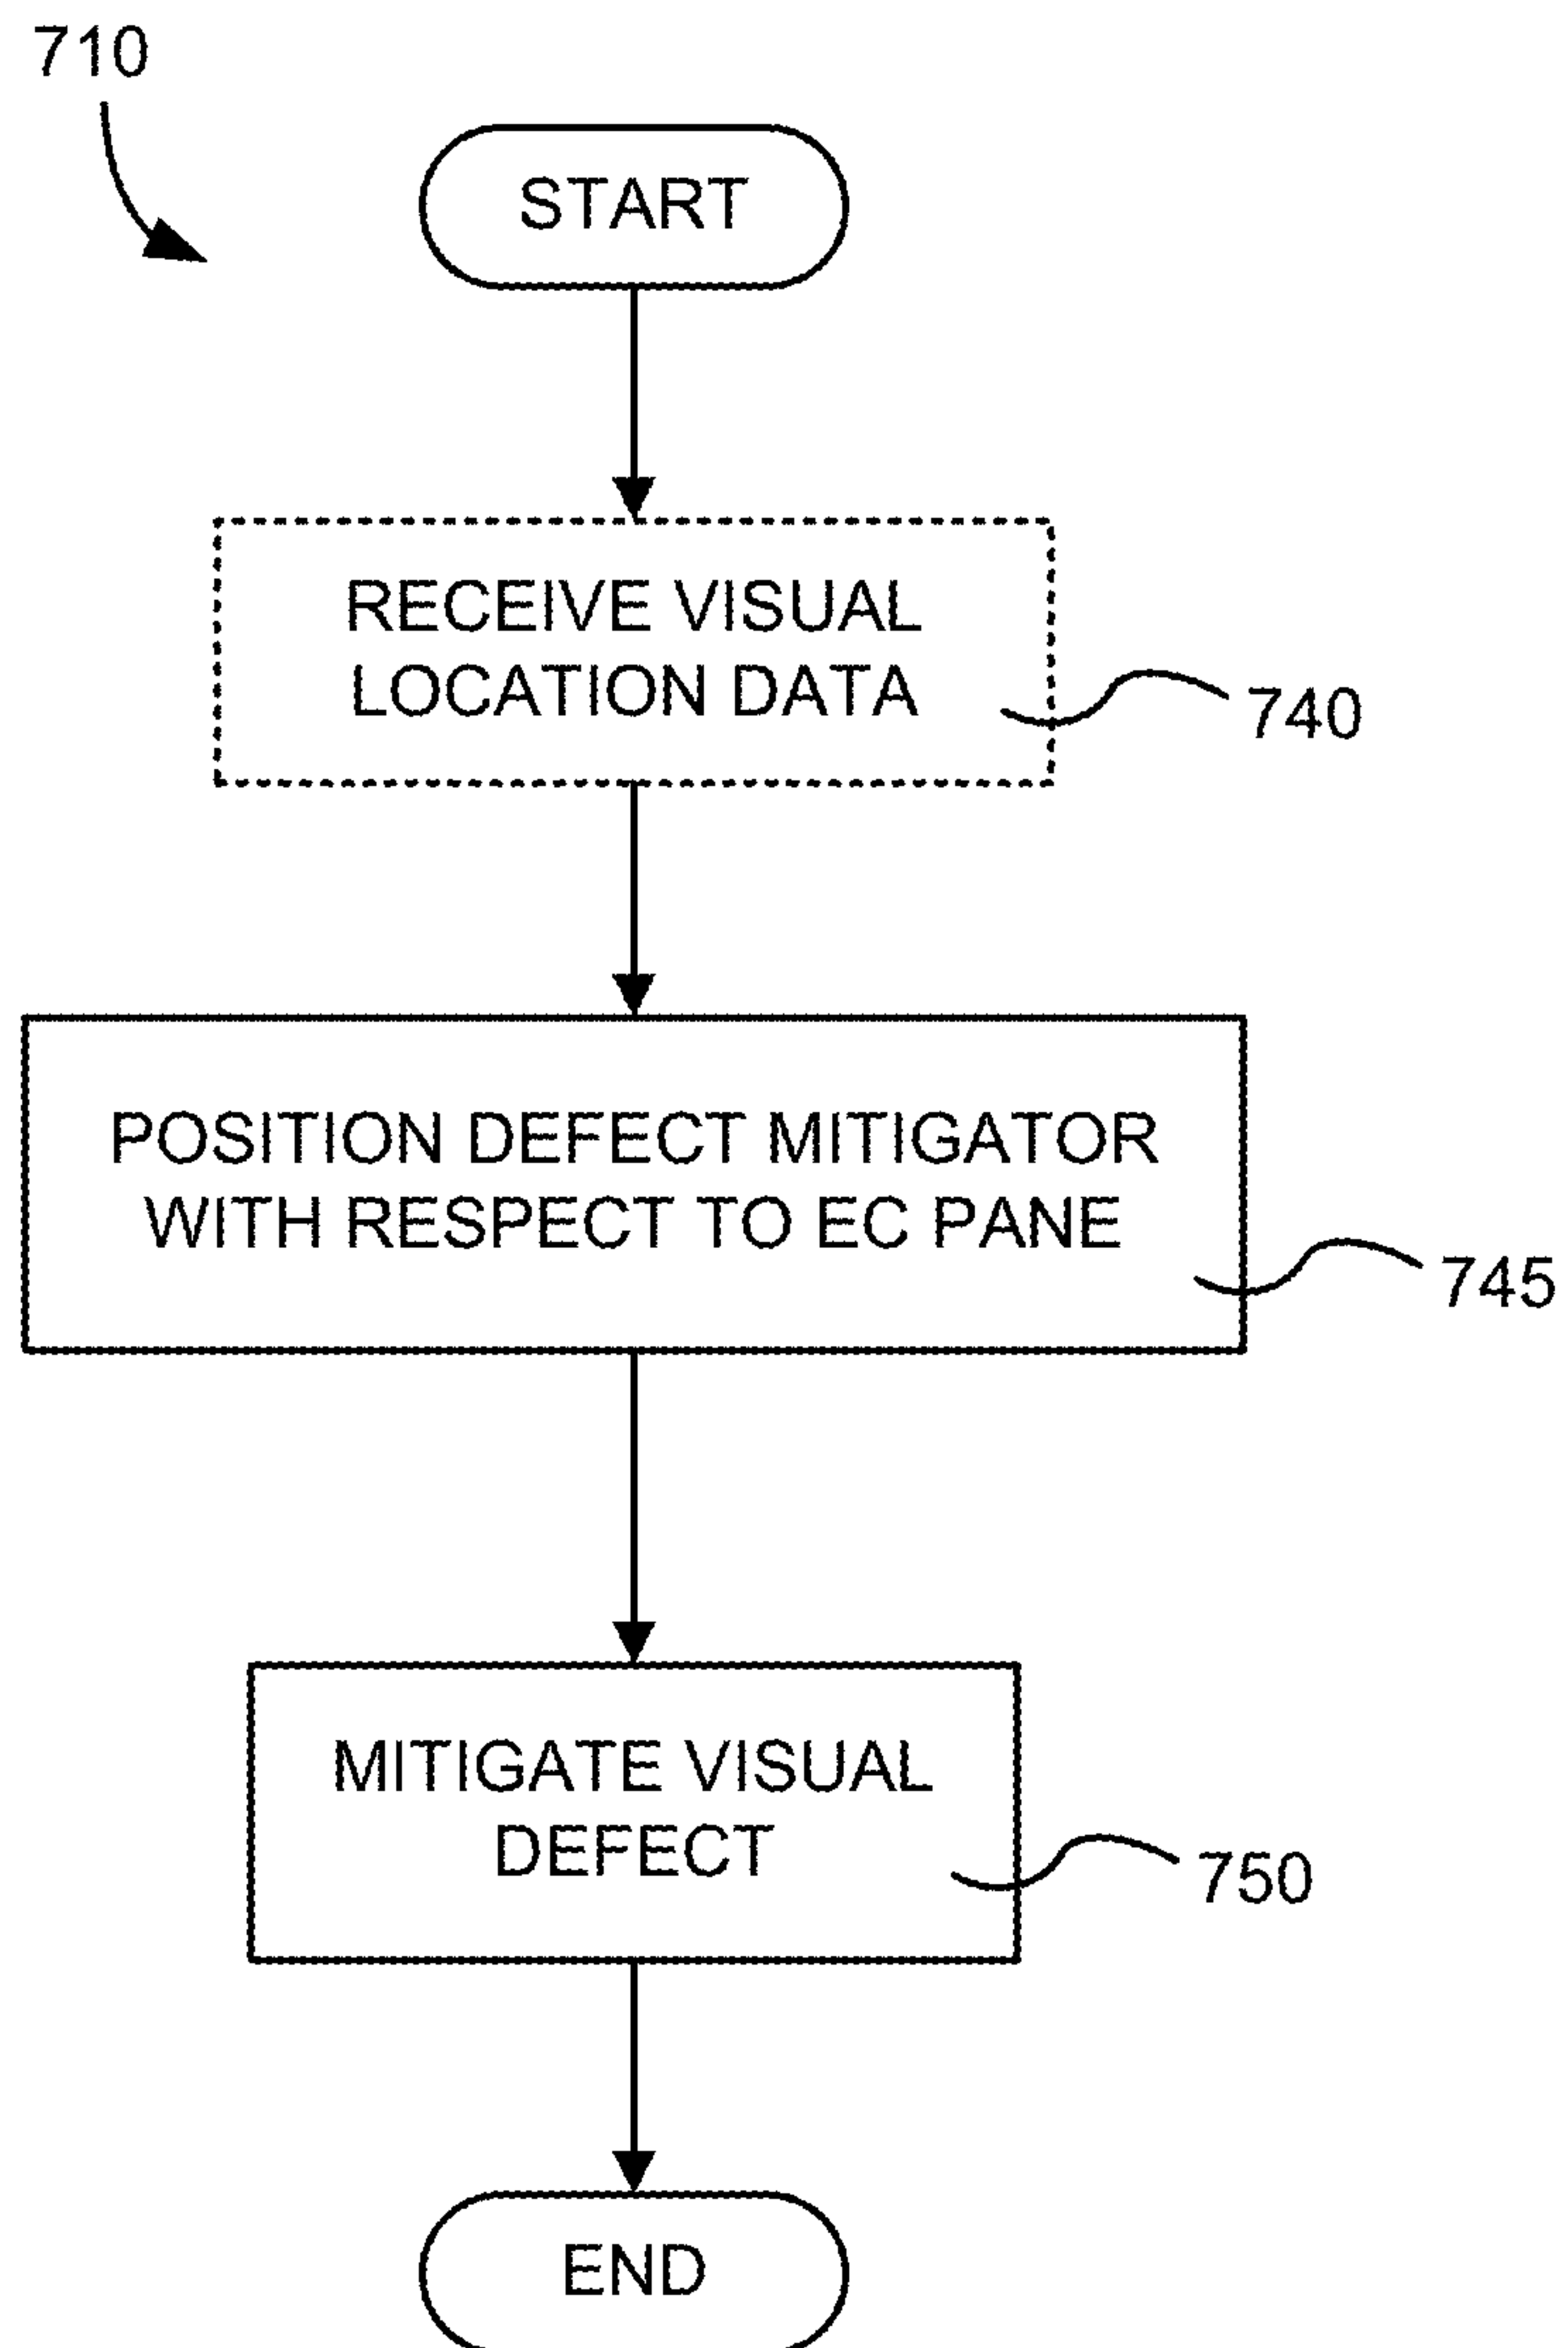 710
START
RECEIVE VISUAL
LOCATION DATA
740
POSITION DEFECT MITIGATOR
WITH RESPECT TO EC PANE
745
MITIGATE VISUAL
DEFECT
750
END